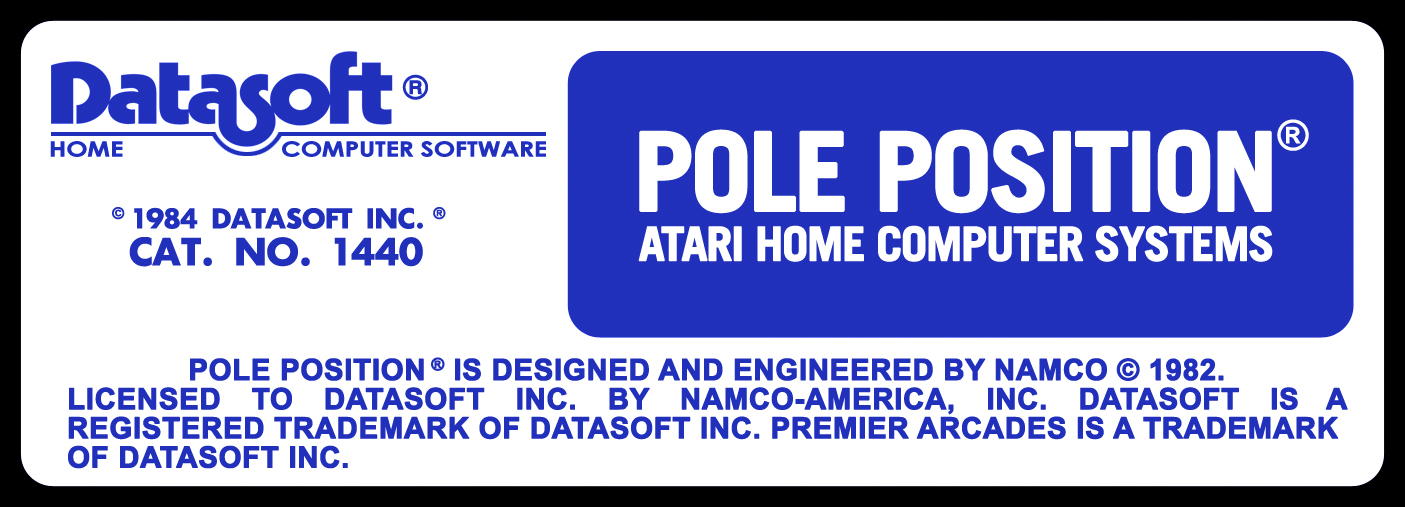 Datasoft ®
HOME COMPUTER SOFTWARE
© 1984 DATASOFT INC. ®
CAT. NO. 1440
POLE POSITION®
ATARI HOME COMPUTER SYSTEMS
POLE POSITION ® IS DESIGNED AND ENGINEERED BY NAMCO © 1982.
LICENSED TO DATASOFT INC. BY NAMCO-AMERICA, INC. DATASOFT IS A
REGISTERED TRADEMARK OF DATASOFT INC. PREMIER ARCADES IS A TRADEMARK
OF DATASOFT INC.